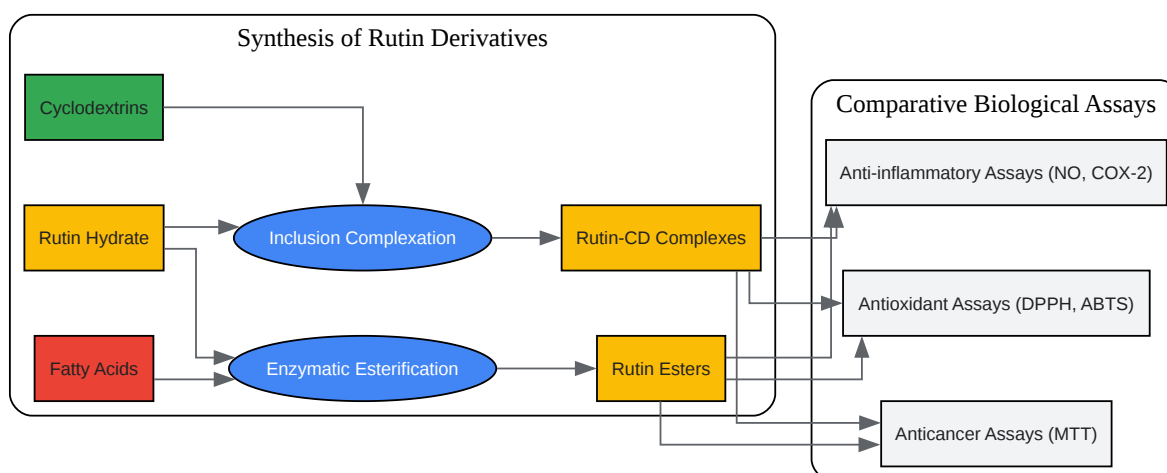 Synthesis of Rutin Derivatives
Cyclodextrins
Rutin Hydrate
Inclusion Complexation
Rutin-CD Complexes
Fatty Acids
Enzymatic Esterification
Rutin Esters
Comparative Biological Assays
Anti-inflammatory Assays (NO, COX-2)
Antioxidant Assays (DPPH, ABTS)
Anticancer Assays (MTT)